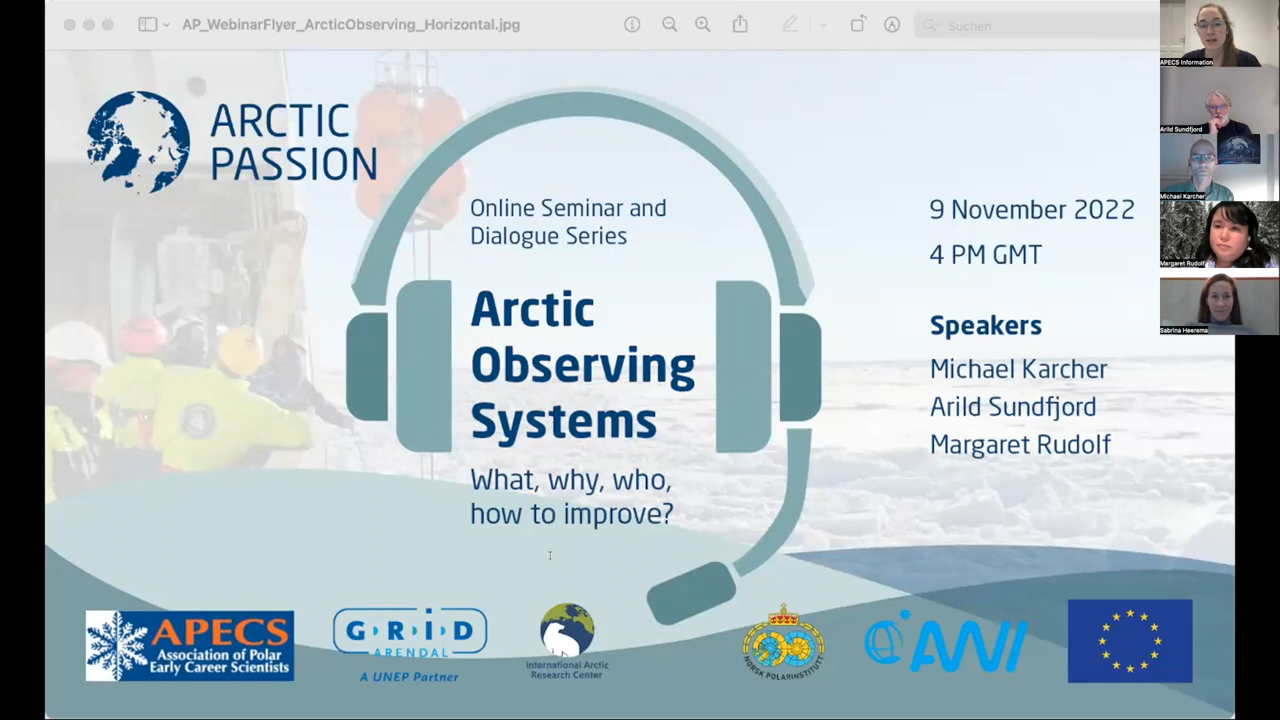 AP_WebinarFlyer_ArcticObserving_Horizontal.jpg
Suchen
ARCTIC
PASSION
Online Seminar and
Dialogue Series
Arctic
Observing
Systems
What, why, who,
how to improve?
9 November 2022
4 PM GMT
Speakers
Michael Karcher
Arild Sundfjord
Margaret Rudolf
APECS Information
Arild Sundfjord
Michael Karcher
Margaret Rudolf
Sabrina Heerema
APECS
Association of Polar
Early Career Scientists
GRID
ARENDAL
A UNEP Partner
International Arctic
Research Center
NORSK POLARINSTITUTT
AWI